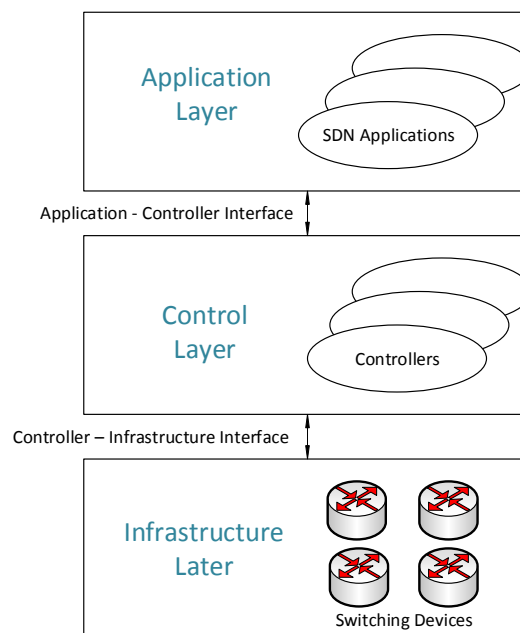 Application
Layer
SDN Applications
Application - Controller Interface
Control
Layer
Controllers
Controller – Infrastructure Interface
Infrastructure
Later
Switching Devices